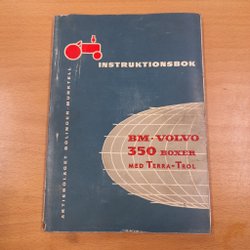 INSTRUKTIONSBOK
BM-VOLVO
350 BOXER
MED TERRA-TROL
AKTIEBOLAGET BOLINDER-MUNKTELL